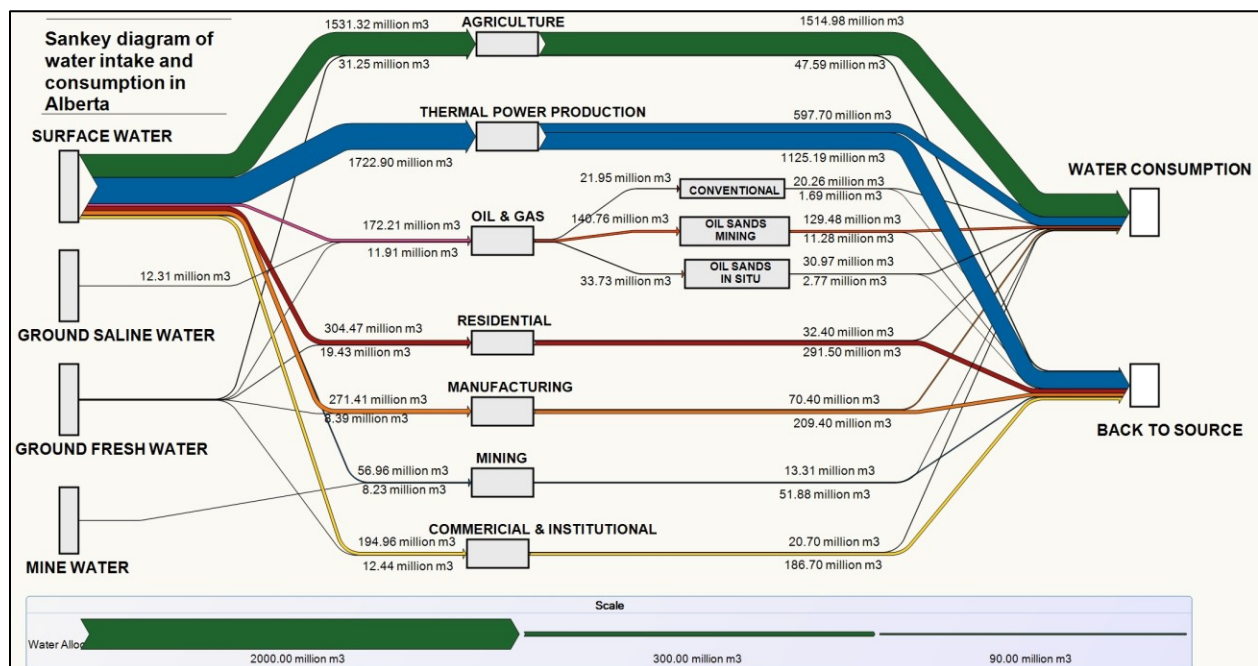 Sankey diagram of
water intake and
consumption in
Alberta
1531.32 million m3
AGRICULTURE
1514.98 million m3
31.25 million m3
47.59 million m3
SURFACE WATER
THERMAL POWER PRODUCTION
597.70 million m3
1722.90 million m3
1125.19 million m3
WATER CONSUMPTION
21.95 million m3
CONVENTIONAL
20.26 million m3
1.69 million m3
172.21 million m3
OIL & GAS
140.76 million m3
OIL SANDS
MINING
129.48 million m3
11.28 million m3
11.91 million m3
12.31 million m3
33.73 million m3
OIL SANDS
IN SITU
30.97 million m3
2.77 million m3
GROUND SALINE WATER
304.47 million m3
RESIDENTIAL
32.40 million m3
19.43 million m3
291.50 million m3
271.41 million m3
MANUFACTURING
70.40 million m3
8.39 million m3
209.40 million m3
GROUND FRESH WATER
BACK TO SOURCE
56.96 million m3
MINING
13.31 million m3
8.23 million m3
51.88 million m3
MINE WATER
194.96 million m3
COMMERICIAL & INSTITUTIONAL
20.70 million m3
12.44 million m3
186.70 million m3
Scale
Water Alloc
2000.00 million m3
300.00 million m3
90.00 million m3